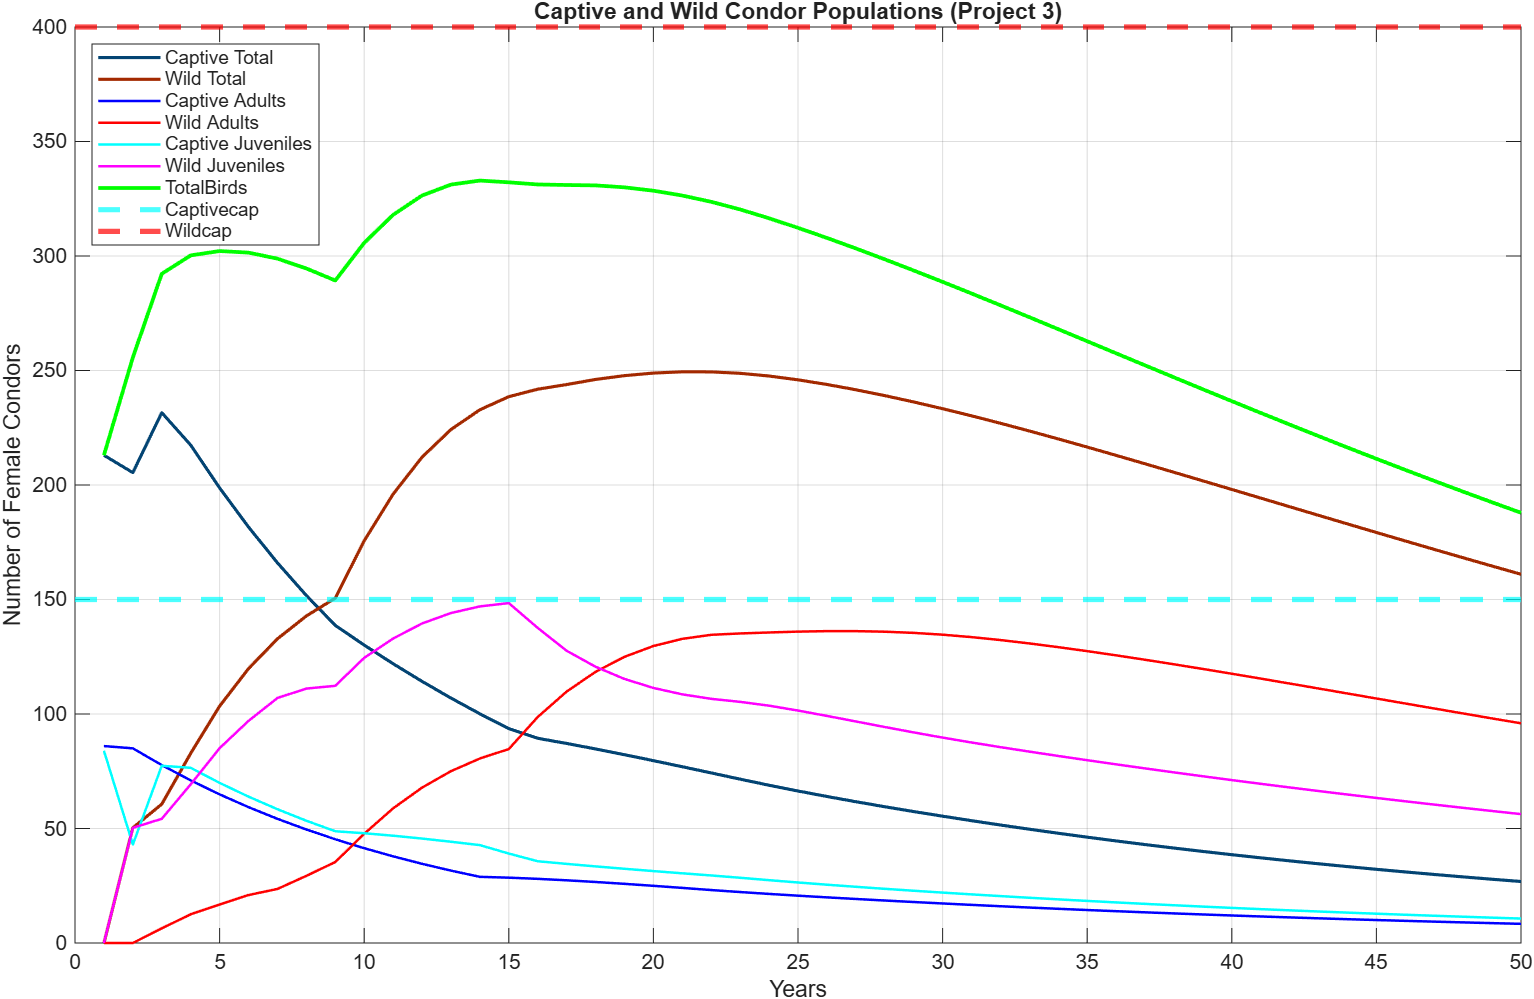 Captive and Wild Condor Populations (Project 3)
400
350
300
250
200
150
100
50
0
Number of Female Condors
Captive Total
Wild Total
Captive Adults
Wild Adults
Captive Juveniles
Wild Juveniles
TotalBirds
Captivecap
Wildcap
0 5 10 15 20 25 30 35 40 45 50
Years